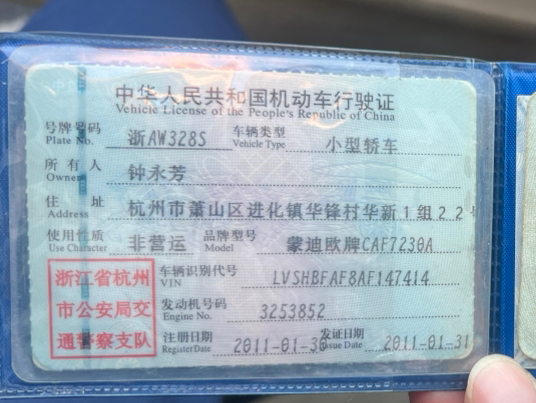 中华人民共和国机动车行驶证
Vehicle License of the People's Republic of China
号牌号码 浙AW328S 车辆类型 小型轿车
Plate No. Vehicle Type
所有人 钟永芳
Owner
住址 杭州市萧山区进化镇华锋村华新1组22号
Address
使用性质 非营运 品牌型号 蒙迪欧牌CAF7230A
Use Character Model
浙江省杭州
市公安局交
通警察支队
车辆识别代号 LVSHBFAF8AF147414
VIN
发动机号码 3253852
Engine No.
注册日期 2011-01-30 发证日期 2011-01-31
Register Date Issue Date